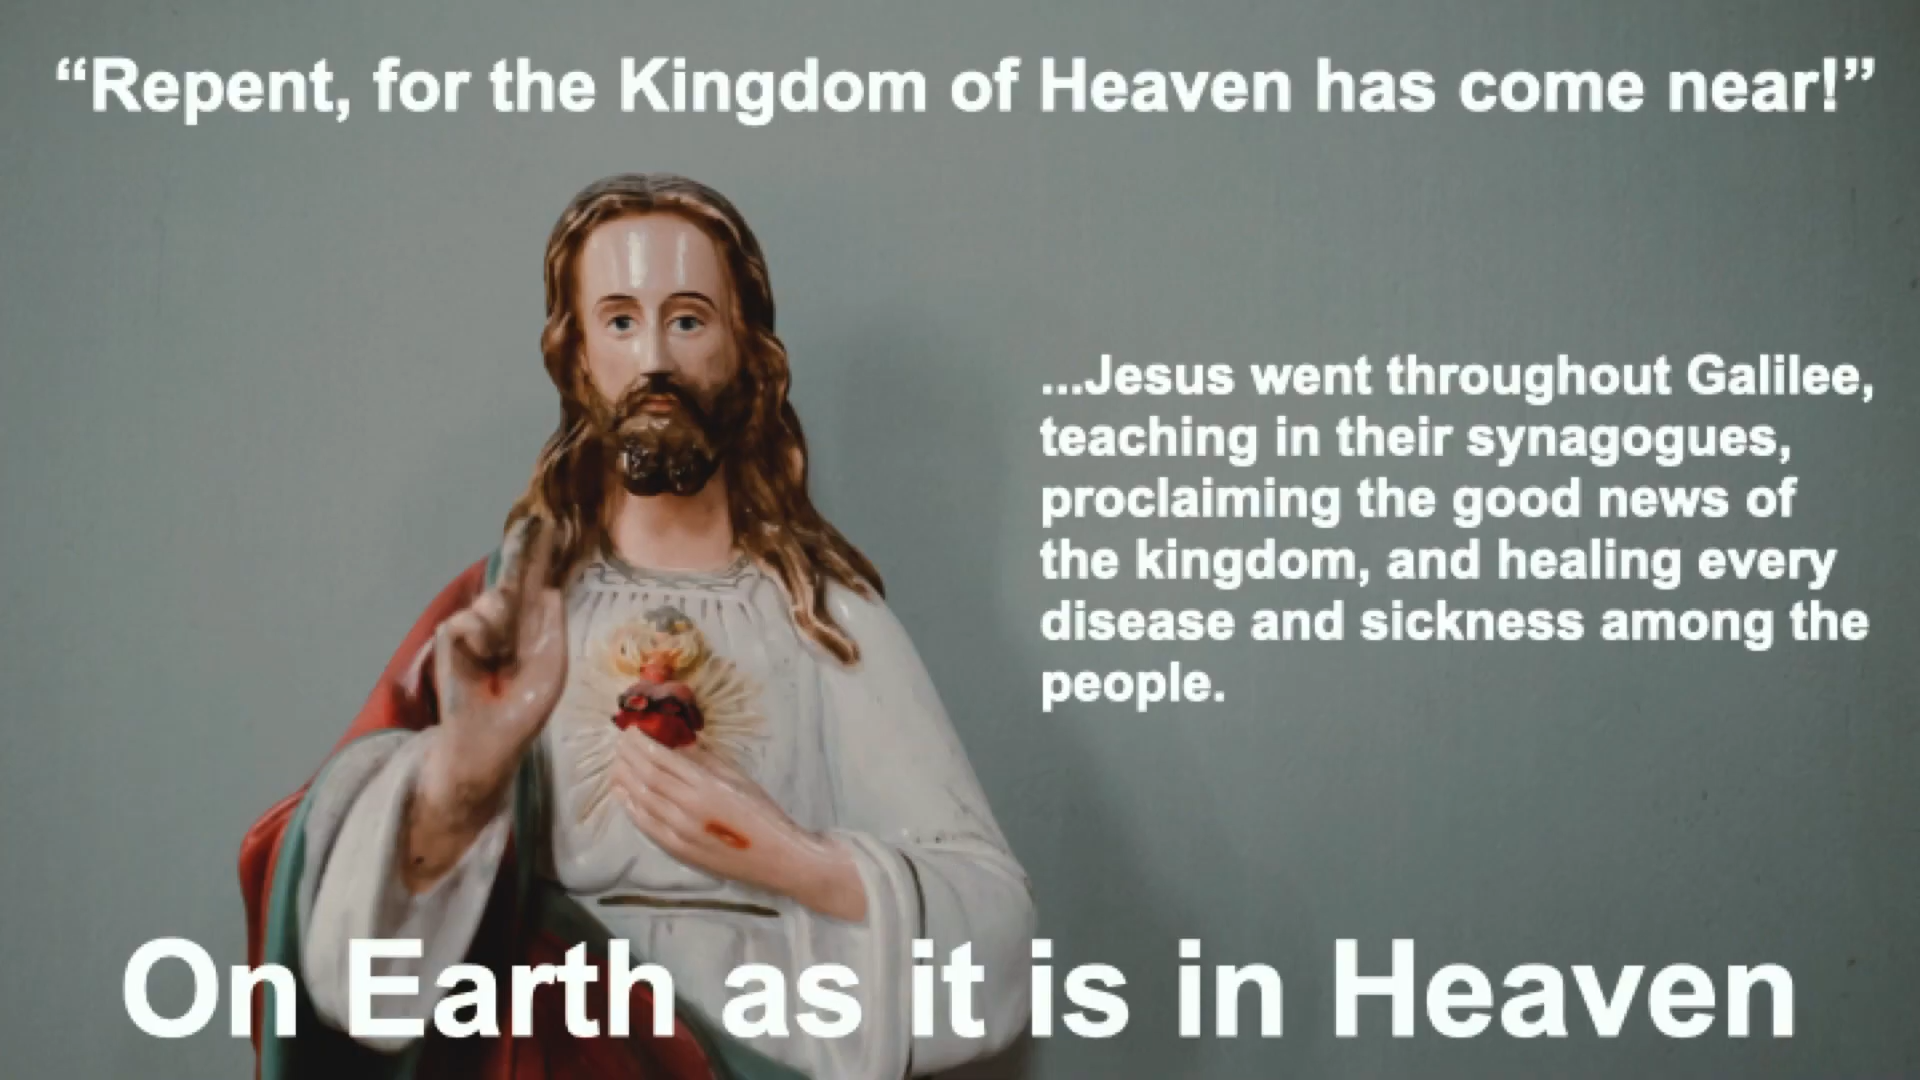 “Repent, for the Kingdom of Heaven has come near!”
...Jesus went throughout Galilee,
teaching in their synagogues,
proclaiming the good news of
the kingdom, and healing every
disease and sickness among the
people.
On Earth as it is in Heaven